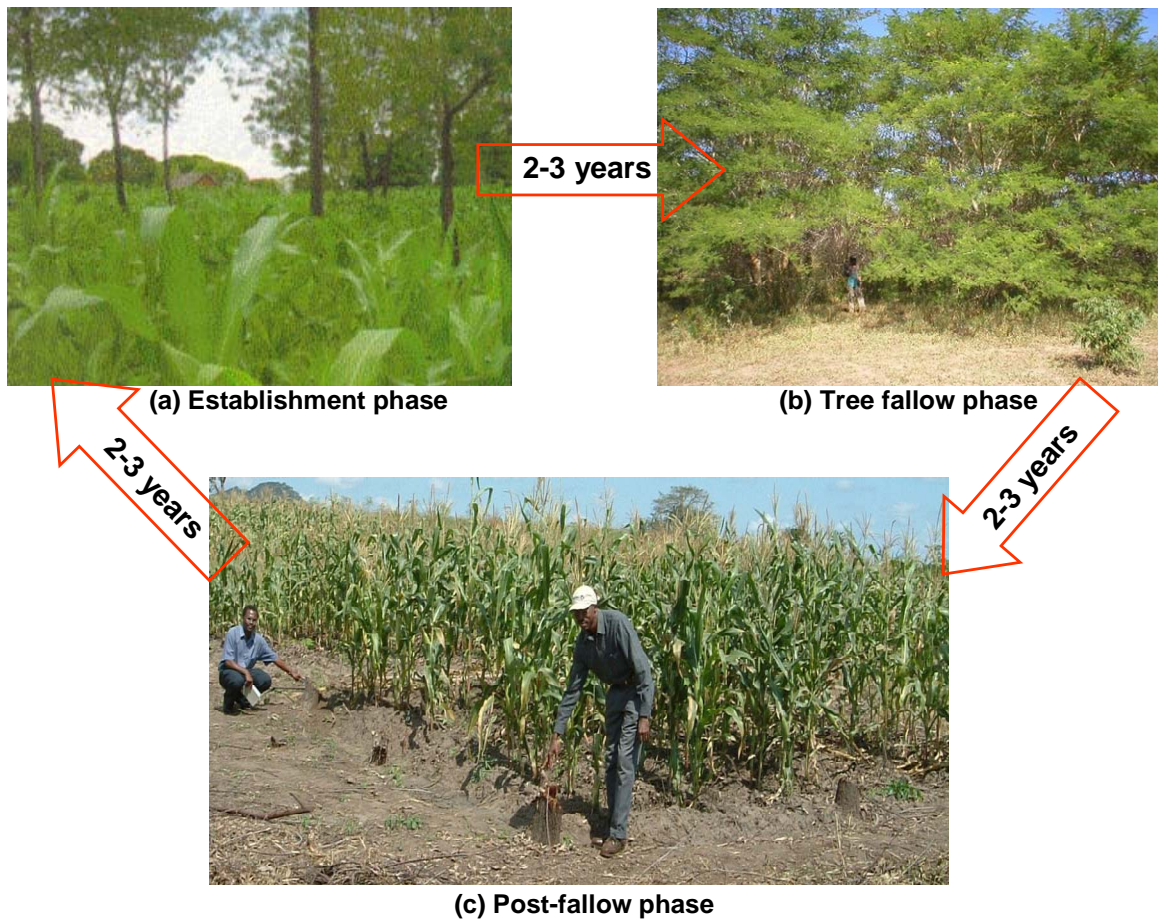 2-3 years
(a) Establishment phase
(b) Tree fallow phase
2-3 years
2-3 years
(c) Post-fallow phase